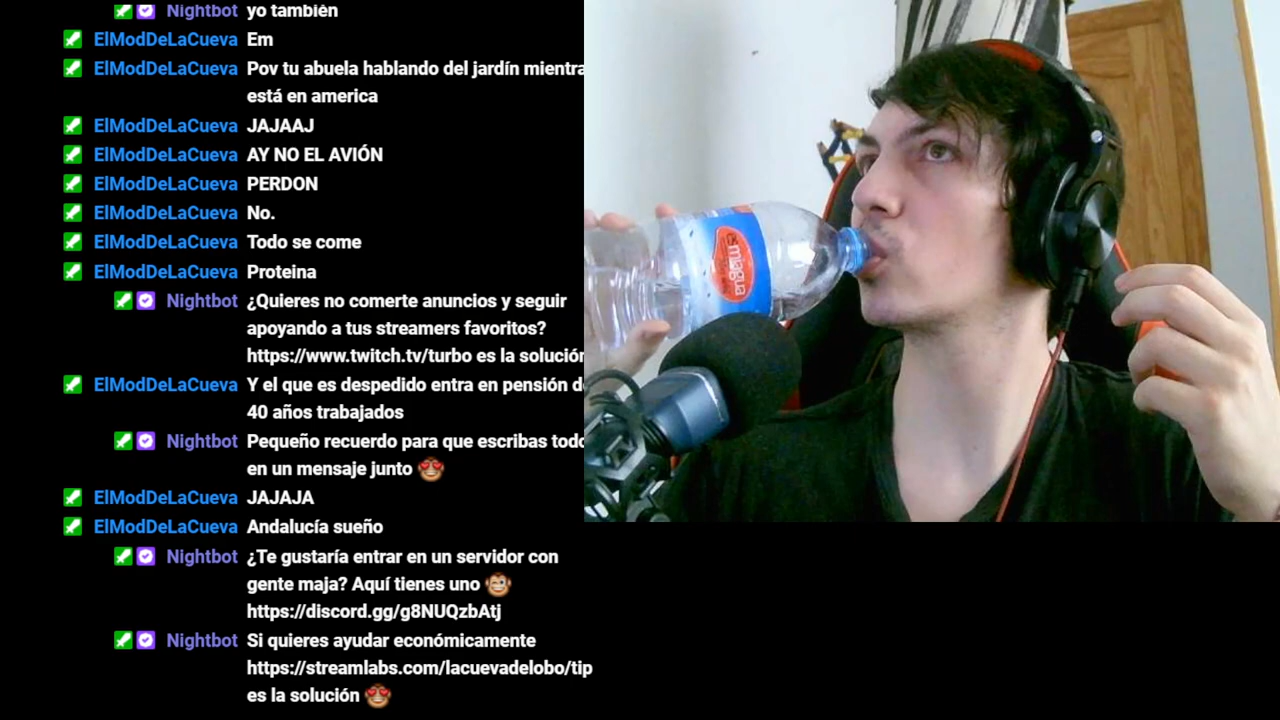 Nightbot yo también
ElModDeLaCueva Em
ElModDeLaCueva Pov tu abuela hablando del jardín mientra
está en america
ElModDeLaCueva JAJAAJ
ElModDeLaCueva AY NO EL AVIÓN
ElModDeLaCueva PERDON
ElModDeLaCueva No.
ElModDeLaCueva Todo se come
ElModDeLaCueva Proteina
Nightbot ¿Quieres no comerte anuncios y seguir
apoyando a tus streamers favoritos?
https://www.twitch.tv/turbo es la solución
ElModDeLaCueva Y el que es despedido entra en pensión de
40 años trabajados
Nightbot Pequeño recuerdo para que escribas todo
en un mensaje junto
ElModDeLaCueva JAJAJA
ElModDeLaCueva Andalucía sueño
Nightbot ¿Te gustaría entrar en un servidor con
gente maja? Aquí tienes uno
https://discord.gg/g8NUQzbAtj
Nightbot Si quieres ayudar económicamente
https://streamlabs.com/lacuevadelobo/tip
es la solución